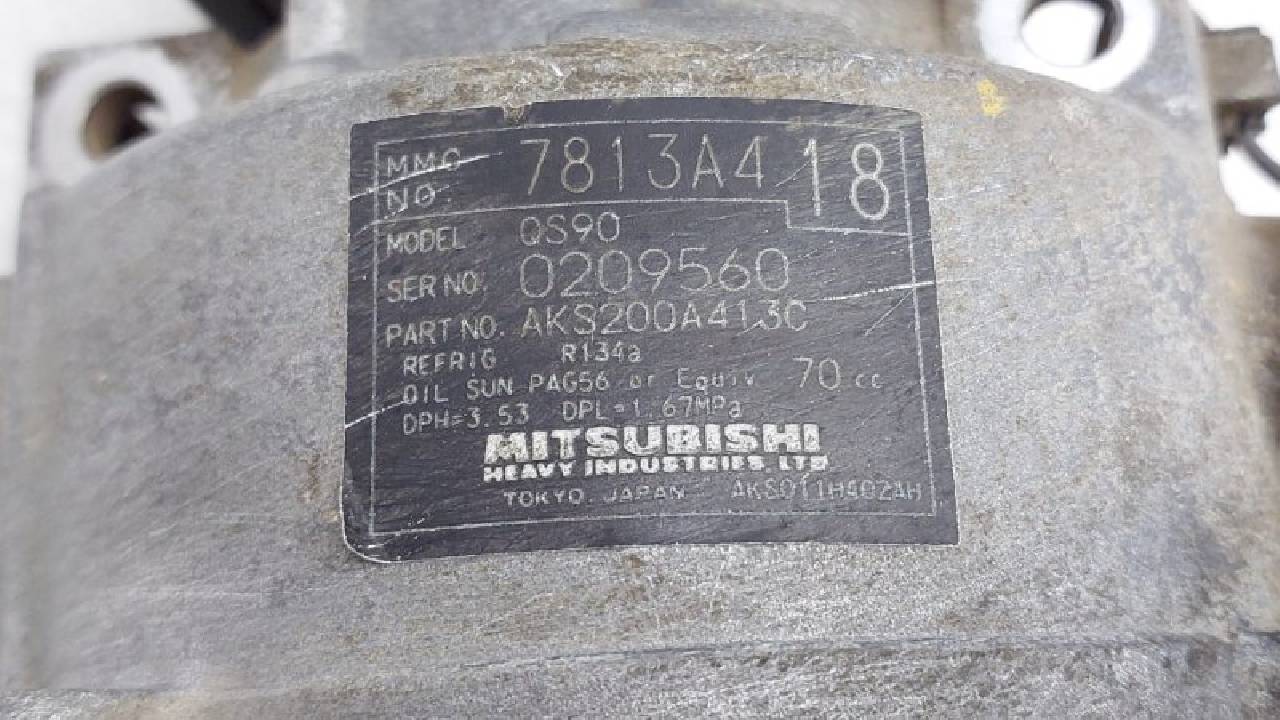 MMC NO. 7813A418
MODEL QS90
SER NO. 0209560
PART NO. AKS200A413C
REFRIG R134a
OIL SUN PAG56 or Equiv 70 cc
DPH=3.53 DPL=1.67MPa
MITSUBISHI
HEAVY INDUSTRIES, LTD
TOKYO, JAPAN AKS011H402AH